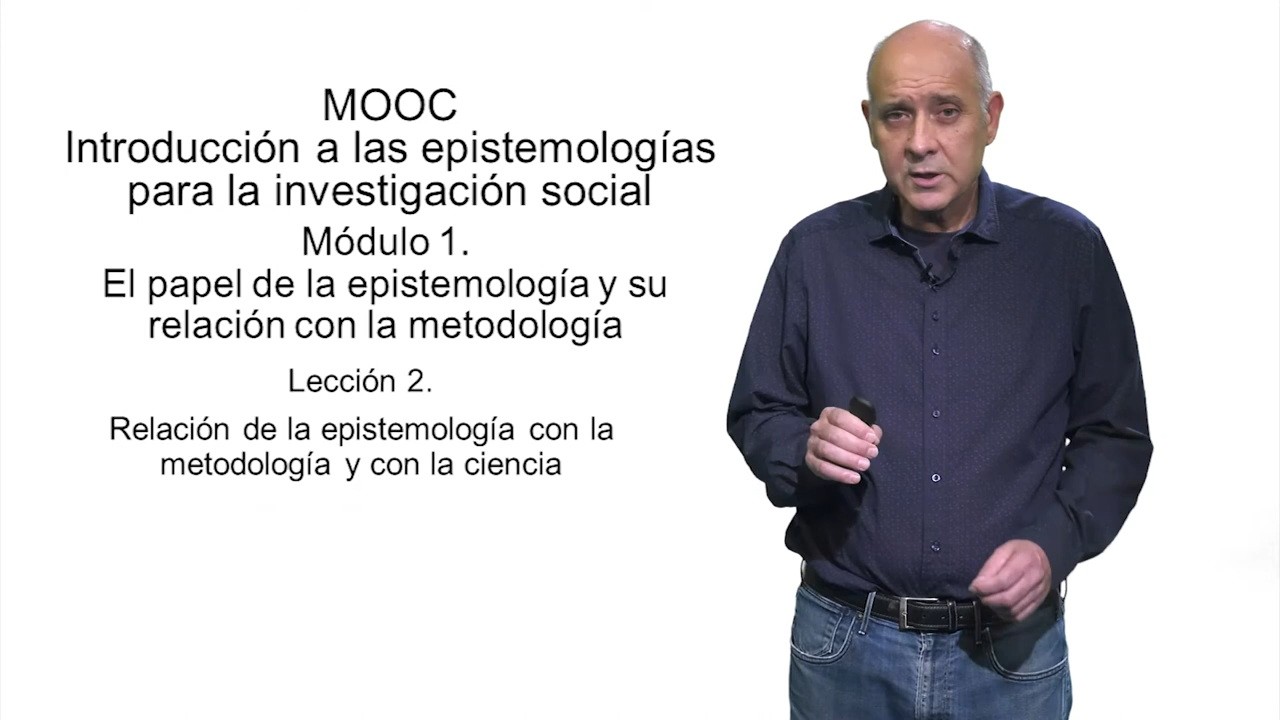 MOOC
Introducción a las epistemologías
para la investigación social
Módulo 1.
El papel de la epistemología y su
relación con la metodología
Lección 2.
Relación de la epistemología con la
metodología y con la ciencia